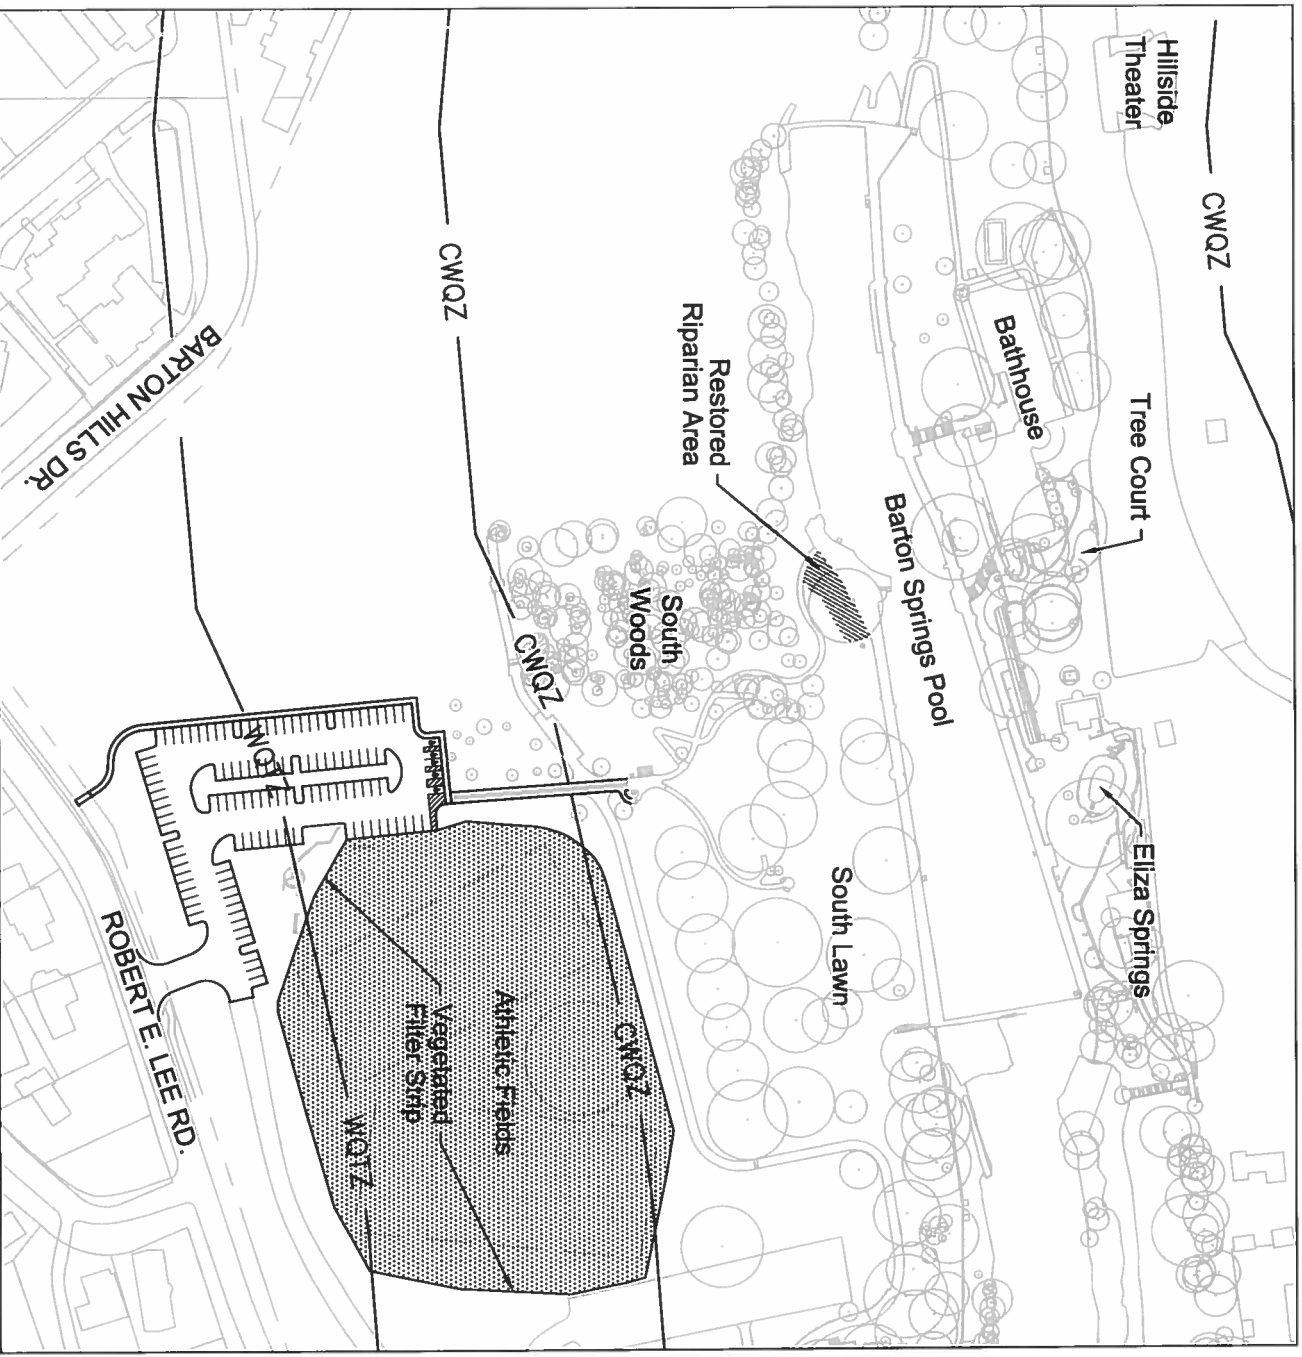 Hillside
Theater
CWQZ
CWQZ
Bathhouse
Tree Court
Restored
Riparian Area
Barton Springs Pool
BARTON HILLS DR.
South
Woods
CWQZ
WQTZ
Eliza Springs
South Lawn
Athletic Fields
Vegetated
Filter Strip
CWQZ
WQTZ
ROBERT E. LEE RD.